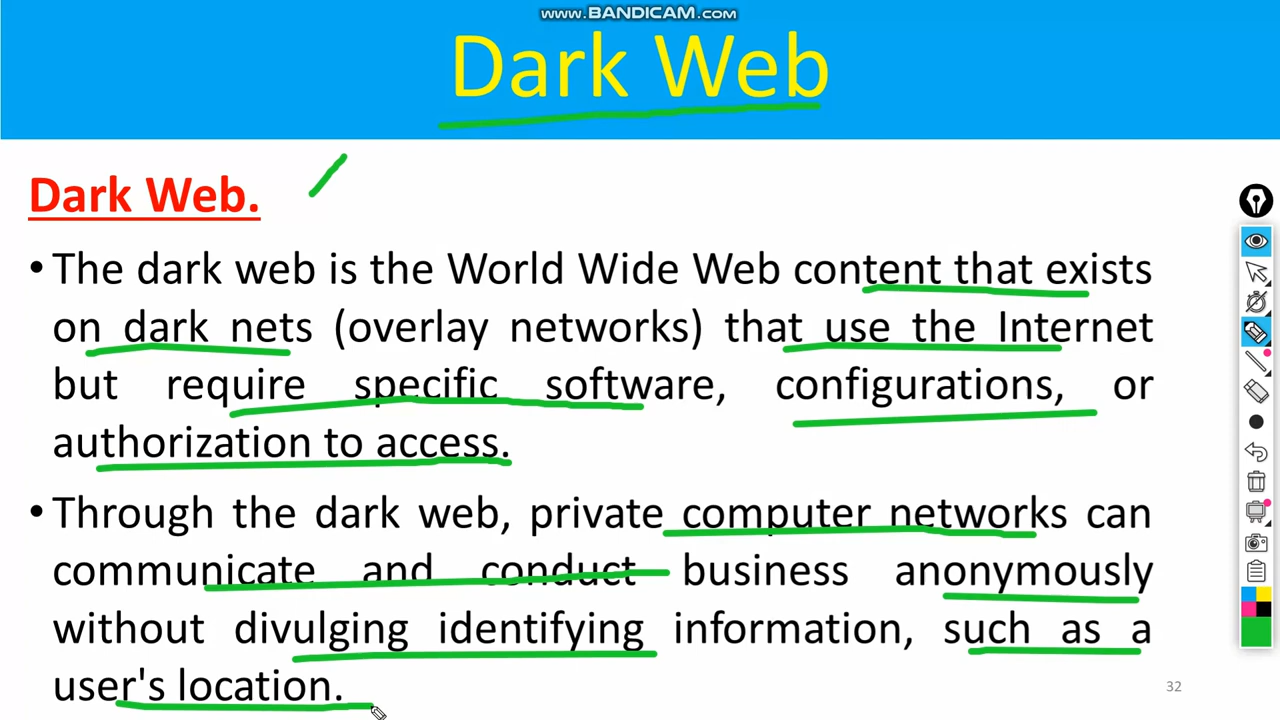 www.BANDICAM.com
Dark Web
Dark Web.
• The dark web is the World Wide Web content that exists
on dark nets (overlay networks) that use the Internet
but require specific software, configurations, or
authorization to access.
• Through the dark web, private computer networks can
communicate and conduct business anonymously
without divulging identifying information, such as a
user's location.
32